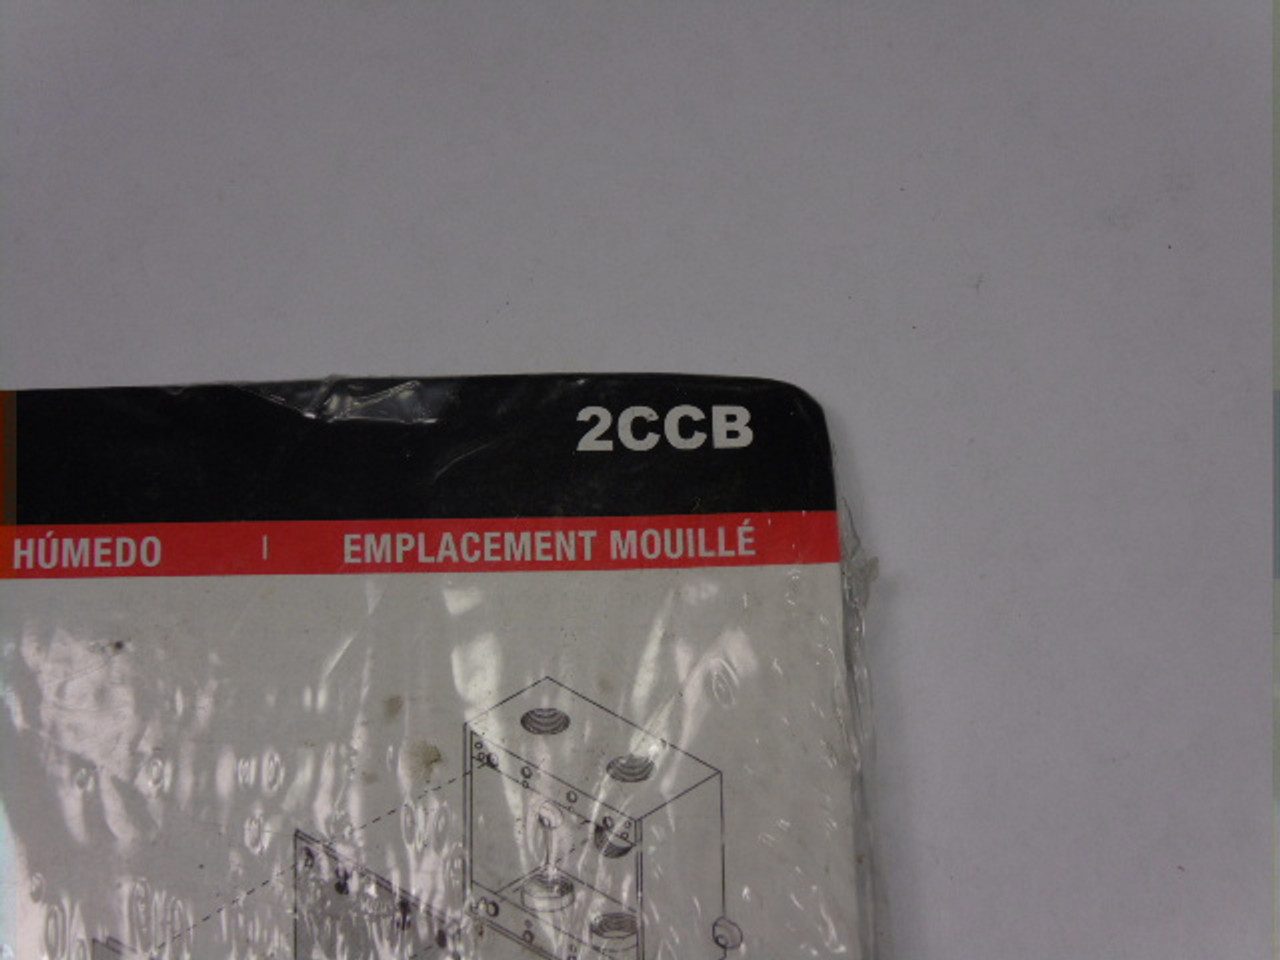 2CCB
HÚMEDO | EMPLACEMENT MOUILLÉ